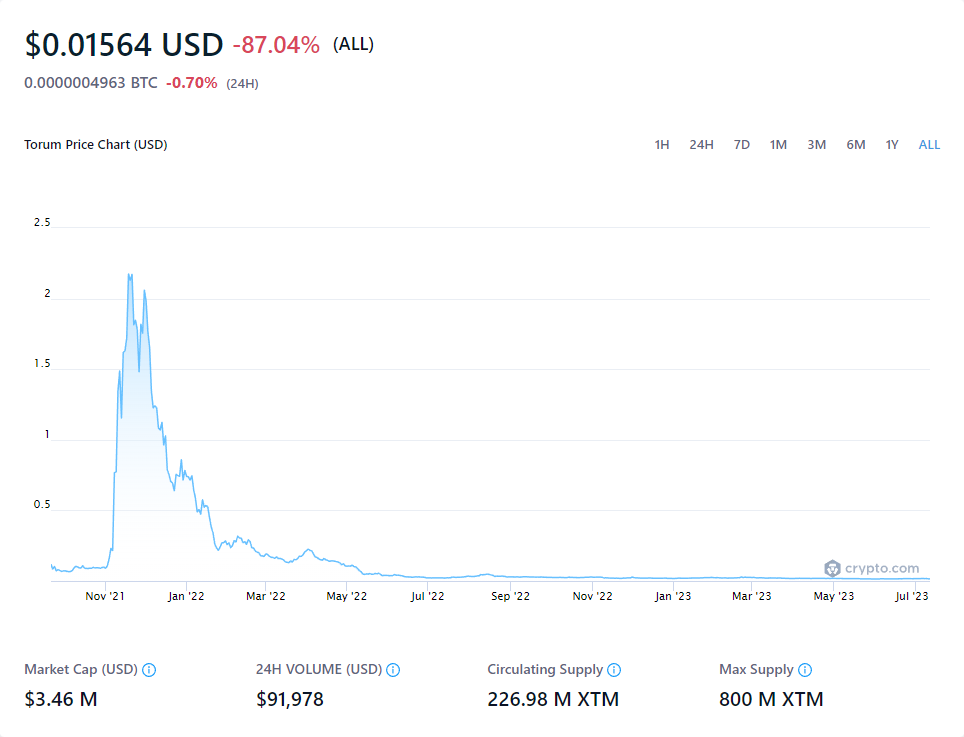 $0.01564 USD -87.04% (ALL)
0.0000004963 BTC -0.70% (24H)
Torum Price Chart (USD) 1H 24H 7D 1M 3M 6M 1Y ALL
2.5
2
1.5
1
0.5
crypto.com
Nov '21 Jan '22 Mar '22 May '22 Jul '22 Sep '22 Nov '22 Jan '23 Mar '23 May '23 Jul '23
Market Cap (USD) 24H VOLUME (USD) Circulating Supply Max Supply
$3.46 M $91,978 226.98 M XTM 800 M XTM